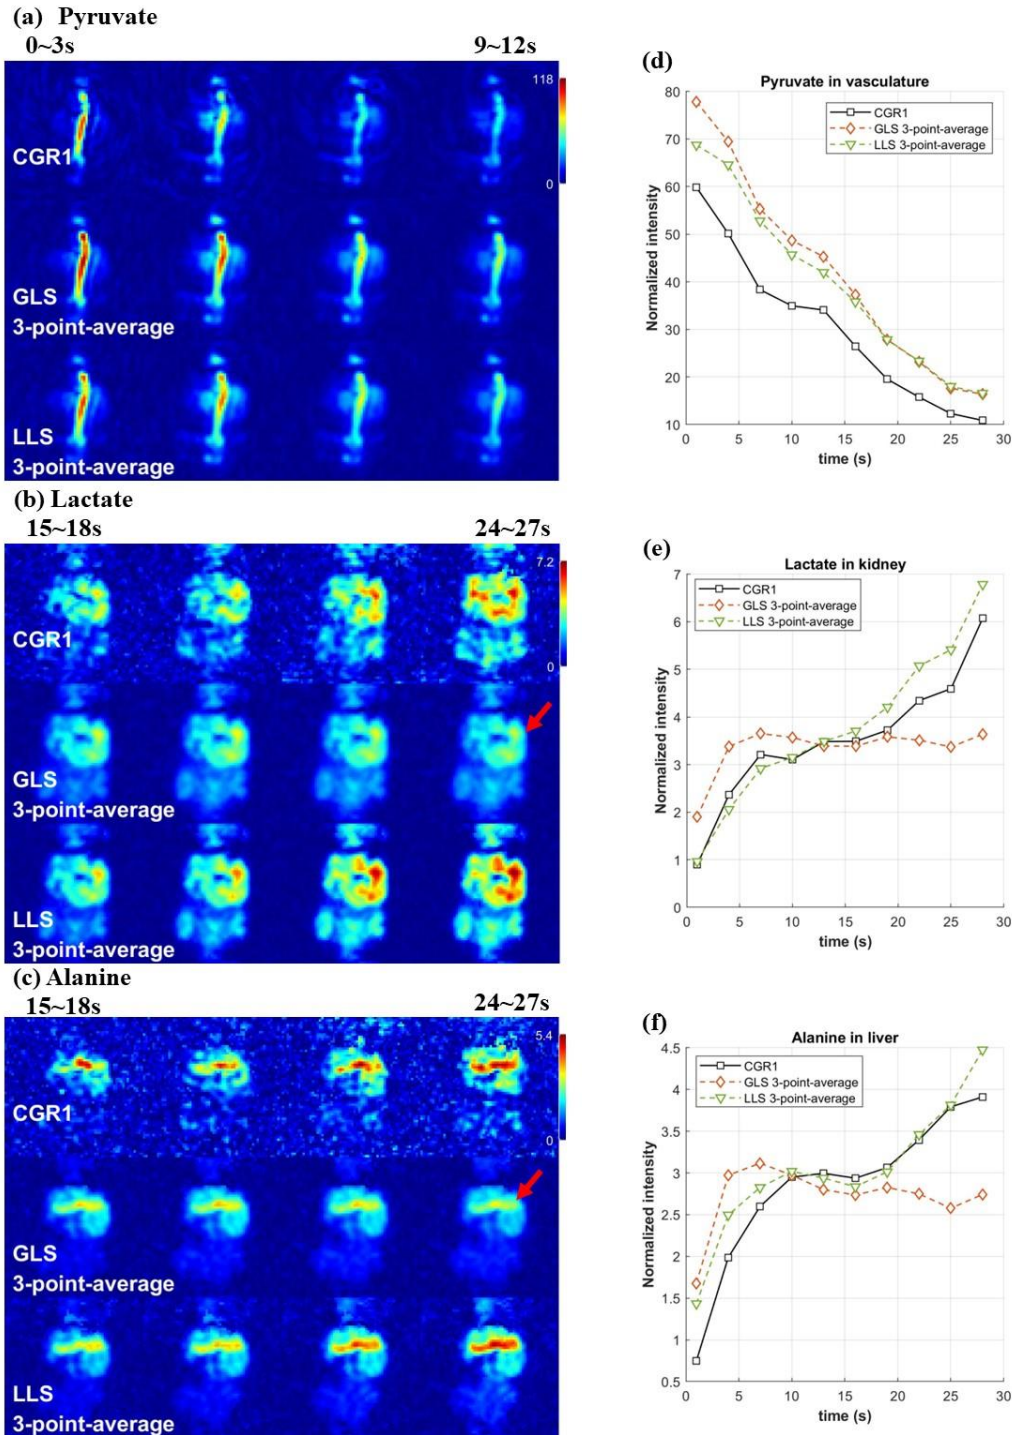 (a) Pyruvate
0~3s 9~12s
118
CGR1
0
GLS
3-point-average
LLS
3-point-average
(b) Lactate
15~18s 24~27s
7.2
CGR1
0
GLS
3-point-average
LLS
3-point-average
(c) Alanine
15~18s 24~27s
5.4
CGR1
0
GLS
3-point-average
LLS
3-point-average
(d)
Pyruvate in vasculature
CGR1
GLS 3-point-average
LLS 3-point-average
Normalized intensity
80
70
60
50
40
30
20
10
0 5 10 15 20 25 30
time (s)
(e)
Lactate in kidney
CGR1
GLS 3-point-average
LLS 3-point-average
Normalized intensity
7
6
5
4
3
2
1
0
0 5 10 15 20 25 30
time (s)
(f)
Alanine in liver
CGR1
GLS 3-point-average
LLS 3-point-average
Normalized intensity
4.5
4
3.5
3
2.5
2
1.5
1
0.5
0 5 10 15 20 25 30
time (s)